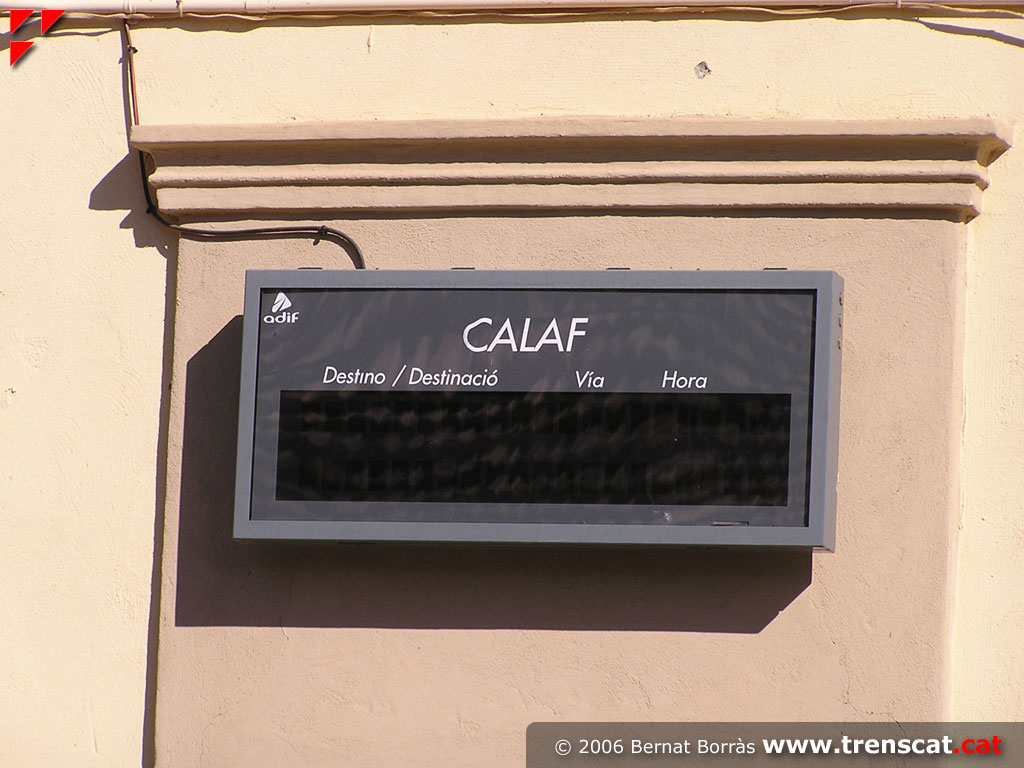 adif
CALAF
Destino / Destinació Vía Hora
© 2006 Bernat Borràs www.trenscat.cat